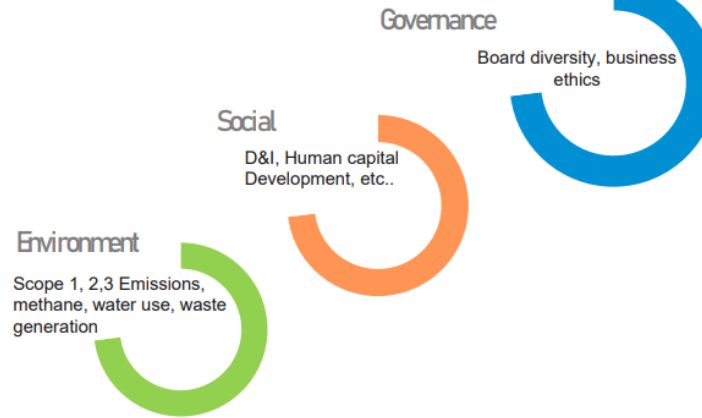 Governance
Board diversity, business
ethics
Social
D&I, Human capital
Development, etc..
Environment
Scope 1, 2,3 Emissions,
methane, water use, waste
generation